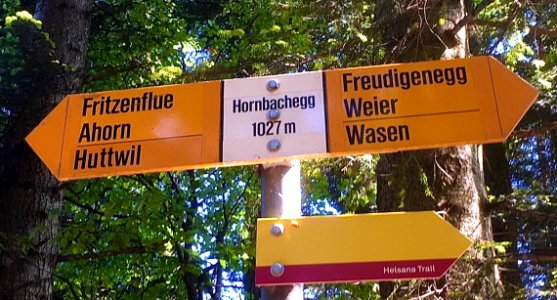 Fritzenflue
Ahorn
Huttwil
Hornbachegg
1027 m
Freudigenegg
Weier
Wasen
Helsana Trail